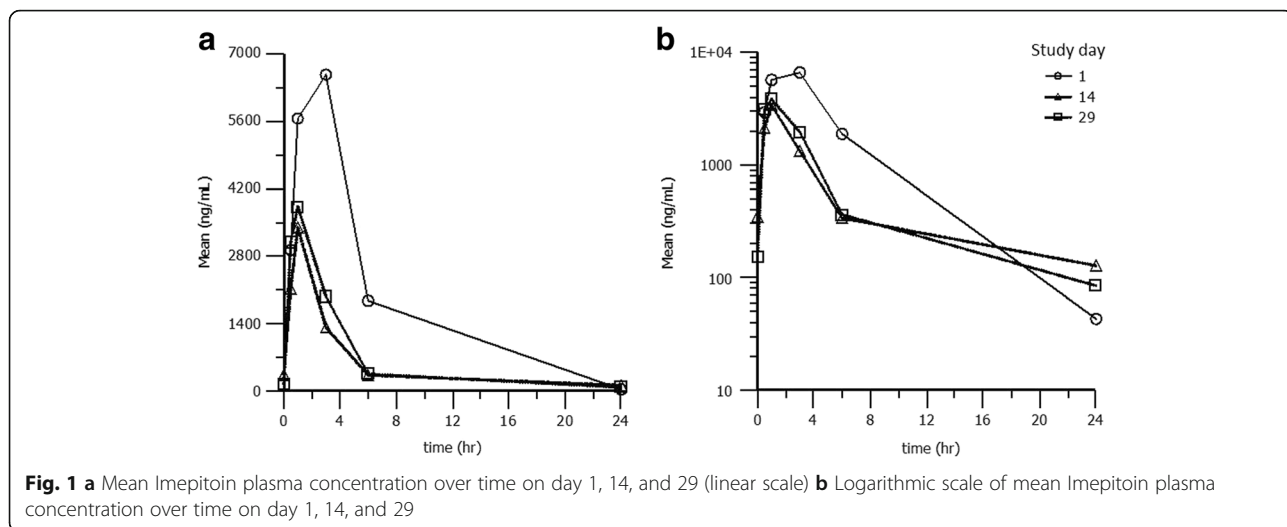 a
7000
5600
4200
2800
1400
0
Mean (ng/mL)
0 4 8 12 16 20 24
time (hr)
b
1E+04
1000
100
10
Mean (ng/mL)
0 4 8 12 16 20 24
time (hr)
Study day
1
14
29
Fig. 1 a Mean Imepitoin plasma concentration over time on day 1, 14, and 29 (linear scale) b Logarithmic scale of mean Imepitoin plasma
concentration over time on day 1, 14, and 29